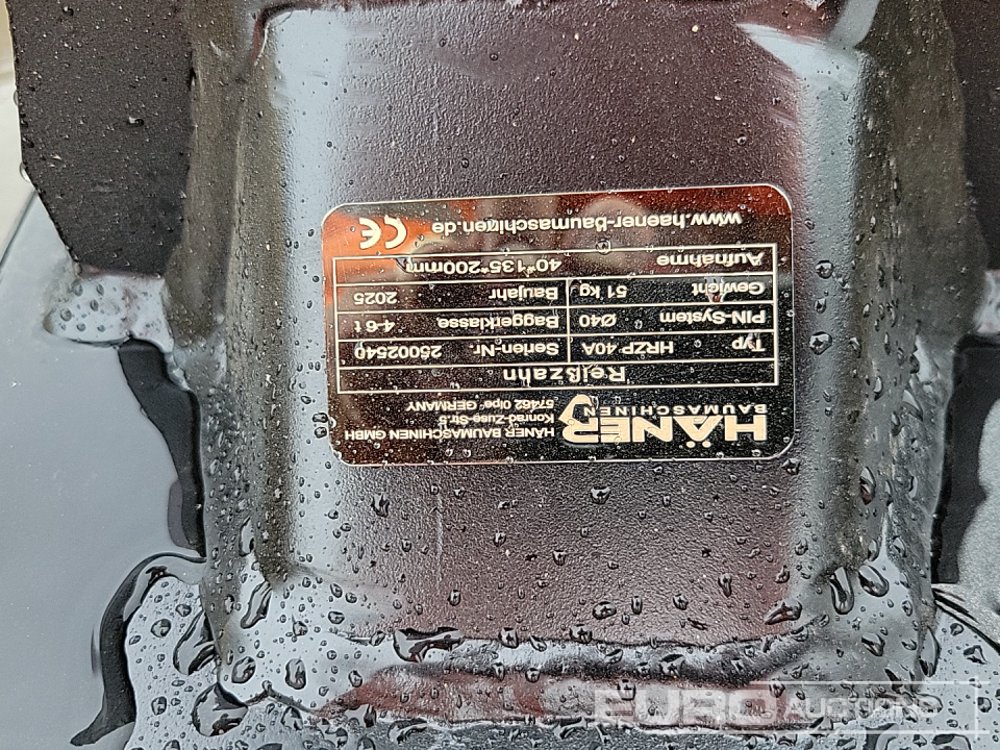 HÄNER
BAUMASCHINEN
HÄNER BAUMASCHINEN GMBH
Konrad-Zuse-Str.5
57462 Olpe GERMANY
Reißzahn
Typ HRZP 40A Serien-Nr. 25002540
PIN-System Ø40 Baggerklasse 4-6 t
Gewicht 51 kg Baujahr 2025
Aufnahme 40*135*200mm
www.haener-baumaschinen.de CE
EURO Auctions